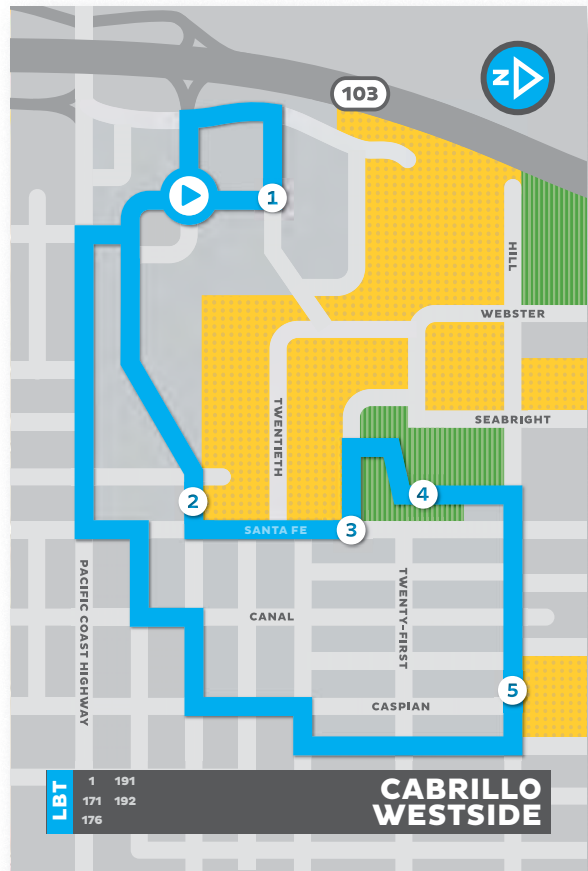 103
N
1
HILL
WEBSTER
SEABRIGHT
TWENTIETH
2
4
3
SANTA FE
PACIFIC COAST HIGHWAY
CANAL
TWENTY-FIRST
5
CASPIAN
LBT
1 191
171 192
176
CABRILLO
WESTSIDE